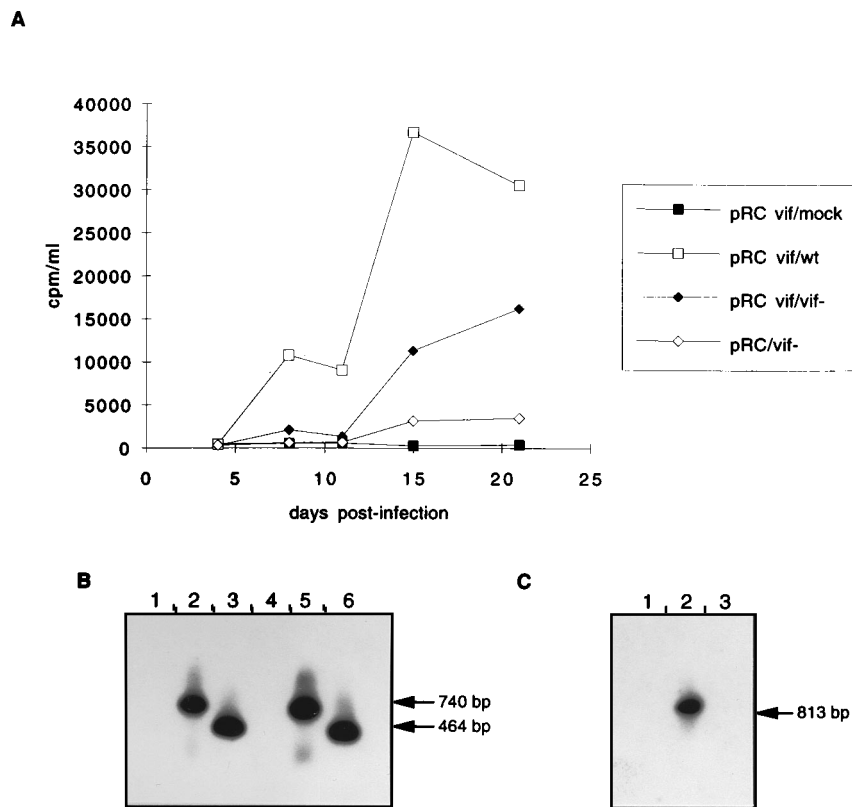 A
40000
35000
30000
25000
20000
15000
10000
5000
0
cpm/ml
0 5 10 15 20 25
days post-infection
pRC vif/mock
pRC vif/wt
pRC vif/vif-
pRC/vif-
B
1 2 3 4 5 6
740 bp
464 bp
C
1 2 3
813 bp